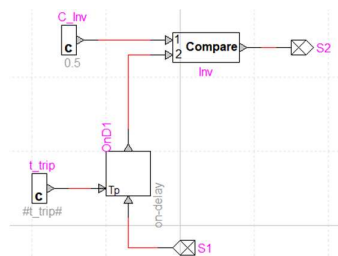 C_Inv
c
0.5
1
2
Compare
Inv
S2
OnD1
t_trip
c
#t_trip#
Tp
on-delay
S1